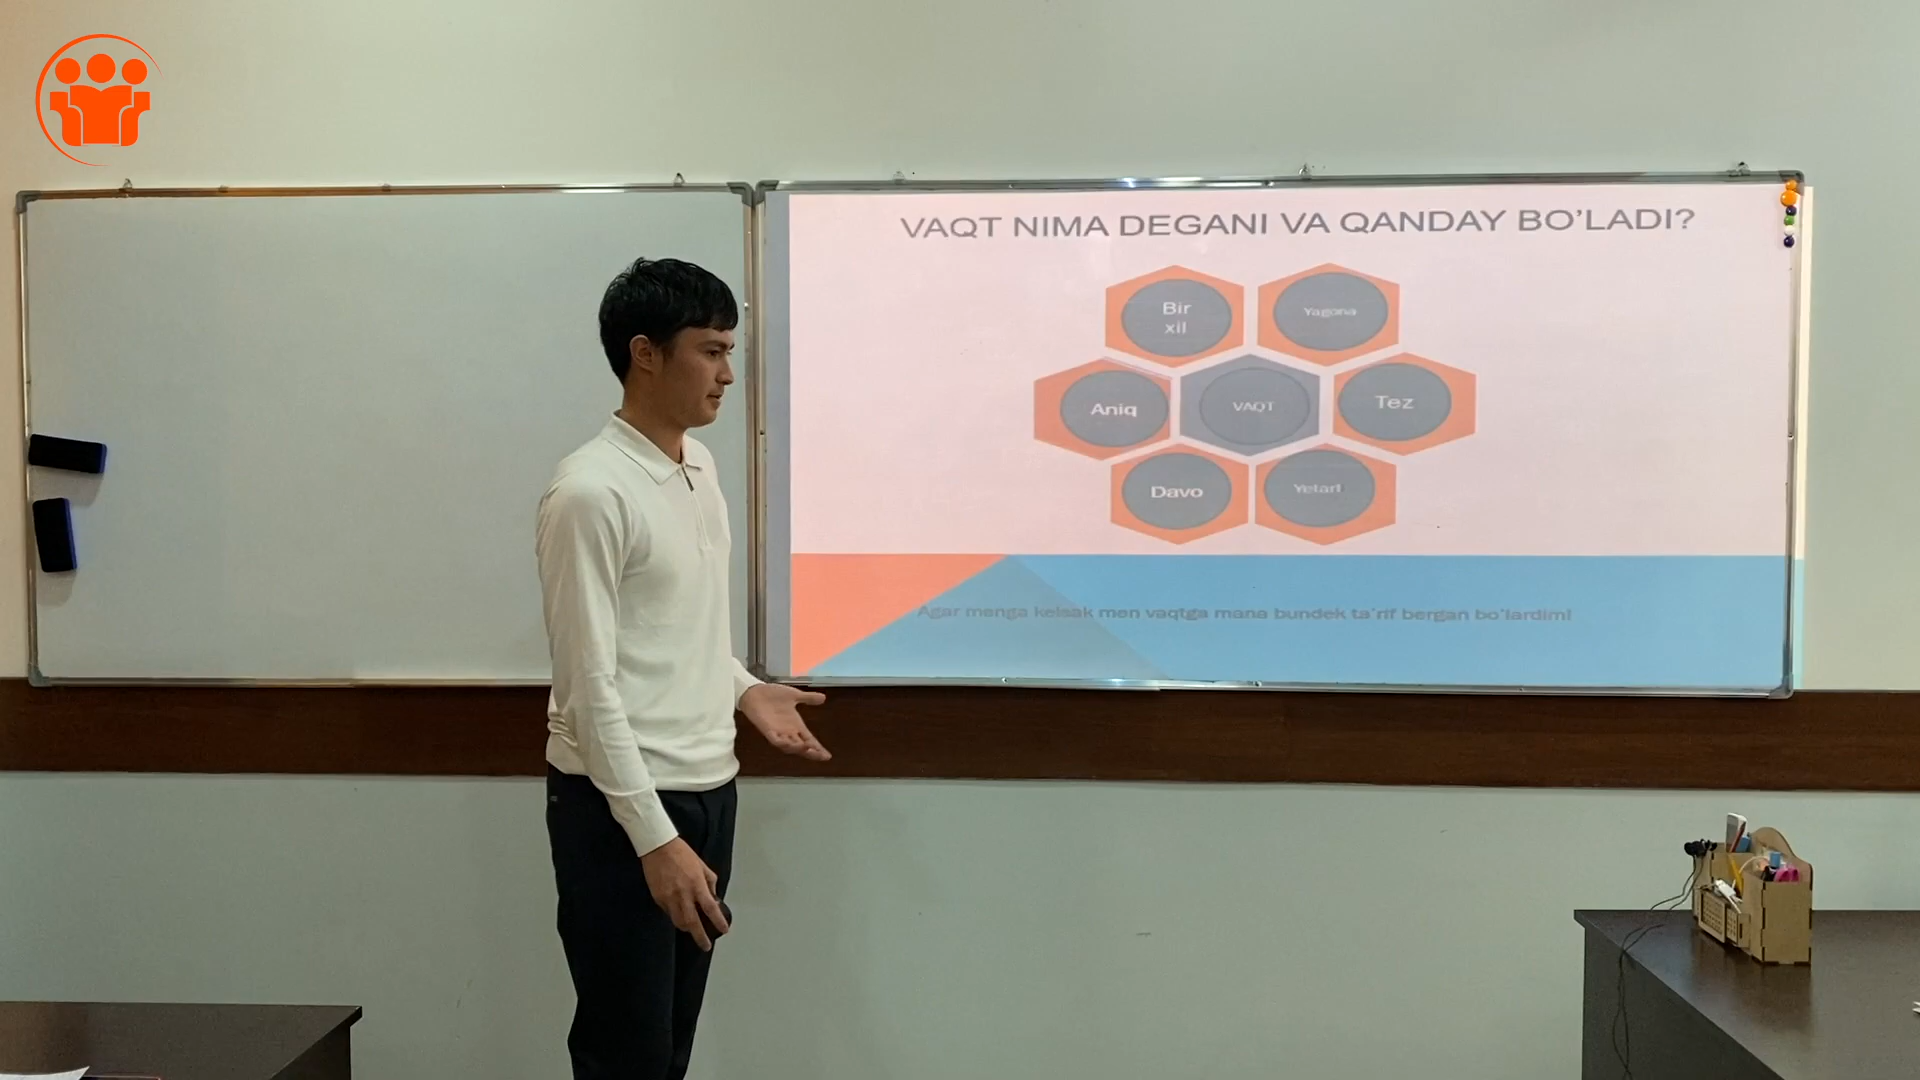 VAQT NIMA DEGANI VA QANDAY BO’LADI?
Bir
xil
Yagona
Aniq
VAQT
Tez
Davo
Yetarl
Agar menga kelsak men vaqtga mana bundek ta’rif bergan bo’lardim!